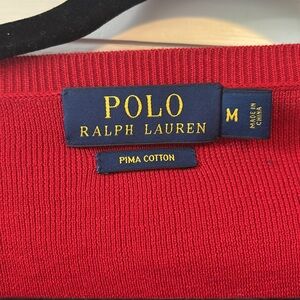 POLO
RALPH LAUREN
M
MADE IN
CHINA
PIMA COTTON